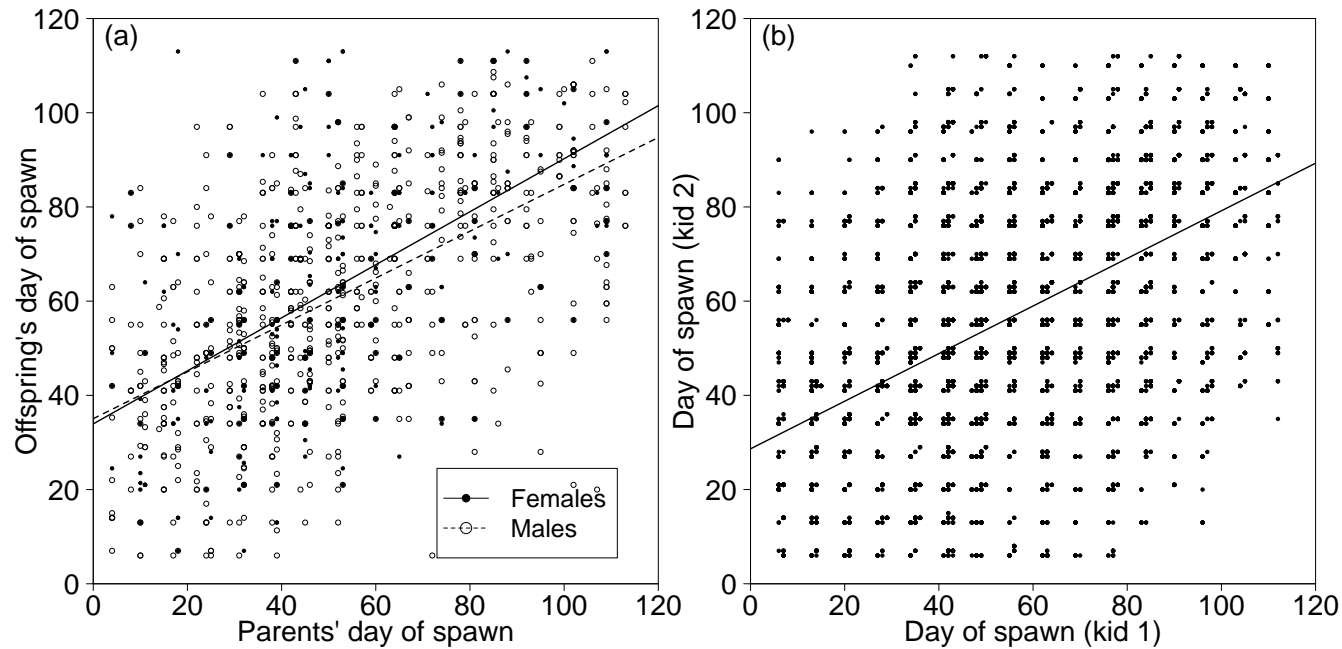 (a)
120
100
80
60
40
20
0
Offspring's day of spawn
0 20 40 60 80 100 120
Parents' day of spawn
Females
Males
(b)
120
100
80
60
40
20
0
Day of spawn (kid 2)
0 20 40 60 80 100 120
Day of spawn (kid 1)